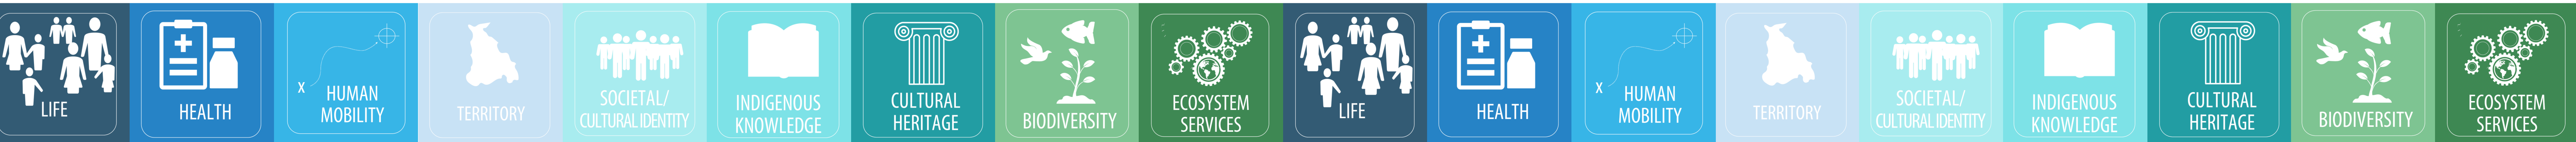 LIFE
HEALTH
X
HUMAN
MOBILITY
TERRITORY
SOCIETAL/
CULTURAL IDENTITY
INDIGENOUS
KNOWLEDGE
CULTURAL
HERITAGE
BIODIVERSITY
ECOSYSTEM
SERVICES
LIFE
HEALTH
X
HUMAN
MOBILITY
TERRITORY
SOCIETAL/
CULTURAL IDENTITY
INDIGENOUS
KNOWLEDGE
CULTURAL
HERITAGE
BIODIVERSITY
ECOSYSTEM
SERVICES